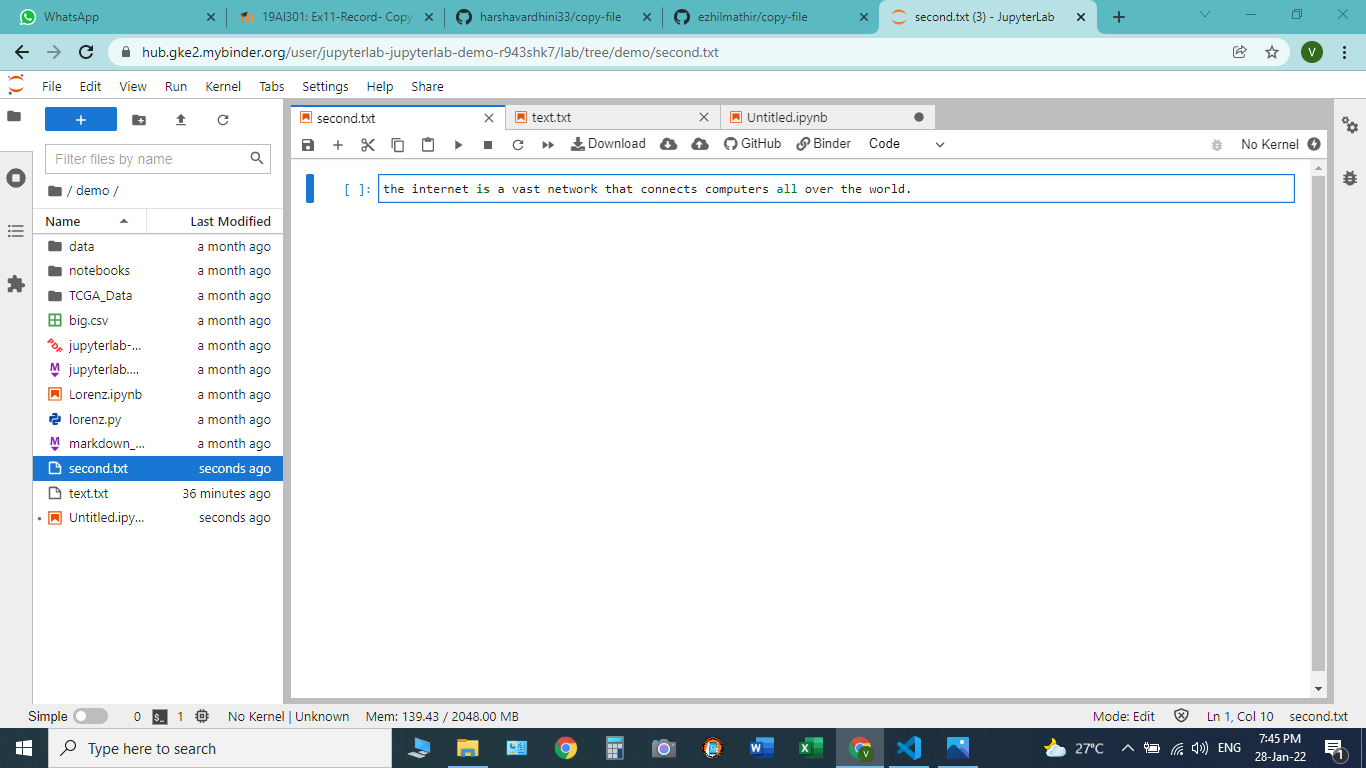 WhatsApp
19AI301: Ex11-Record- Copy
harshavardhini33/copy-file
ezhilmathir/copy-file
second.txt (3) - JupyterLab
hub.gke2.mybinder.org/user/jupyterlab-jupyterlab-demo-r943shk7/lab/tree/demo/second.txt
V
File Edit View Run Kernel Tabs Settings Help Share
second.txt
text.txt
Untitled.ipynb
Download
GitHub
Binder
Code
No Kernel
Filter files by name
/ demo /
Name Last Modified
data a month ago
notebooks a month ago
TCGA_Data a month ago
big.csv a month ago
jupyterlab-... a month ago
jupyterlab.... a month ago
Lorenz.ipynb a month ago
lorenz.py a month ago
markdown_... a month ago
second.txt seconds ago
text.txt 36 minutes ago
Untitled.ipy... seconds ago
[ ]: the internet is a vast network that connects computers all over the world.
Simple 0 $_ 1 No Kernel | Unknown Mem: 139.43 / 2048.00 MB Mode: Edit Ln 1, Col 10 second.txt
Type here to search
27°C
ENG
7:45 PM
28-Jan-22
1